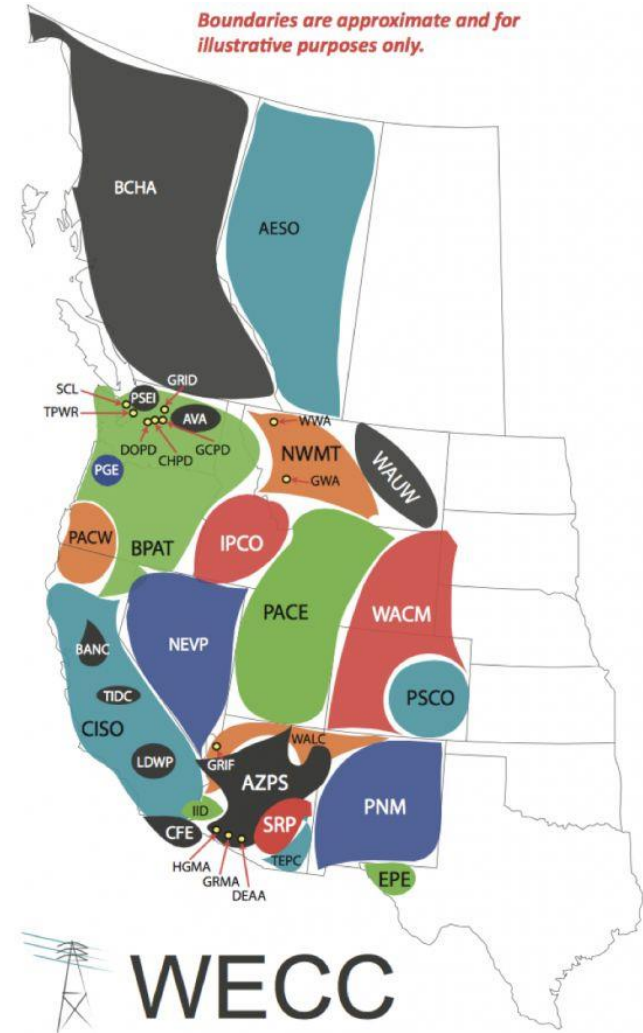 Boundaries are approximate and for
illustrative purposes only.
BCHA
AESO
SCL
PSEI
GRID
TPWR
AVA
WWA
DOPD
GCPD
CHPD
NWMT
GWA
WAUW
PGE
PACW
BPAT
IPCO
PACE
WACM
NEVP
BANC
TIDC
PSCO
CISO
WALC
LDWP
GRIF
AZPS
PNM
IID
CFE
SRP
TEPC
HGMA
GRMA
DEAA
EPE
WECC